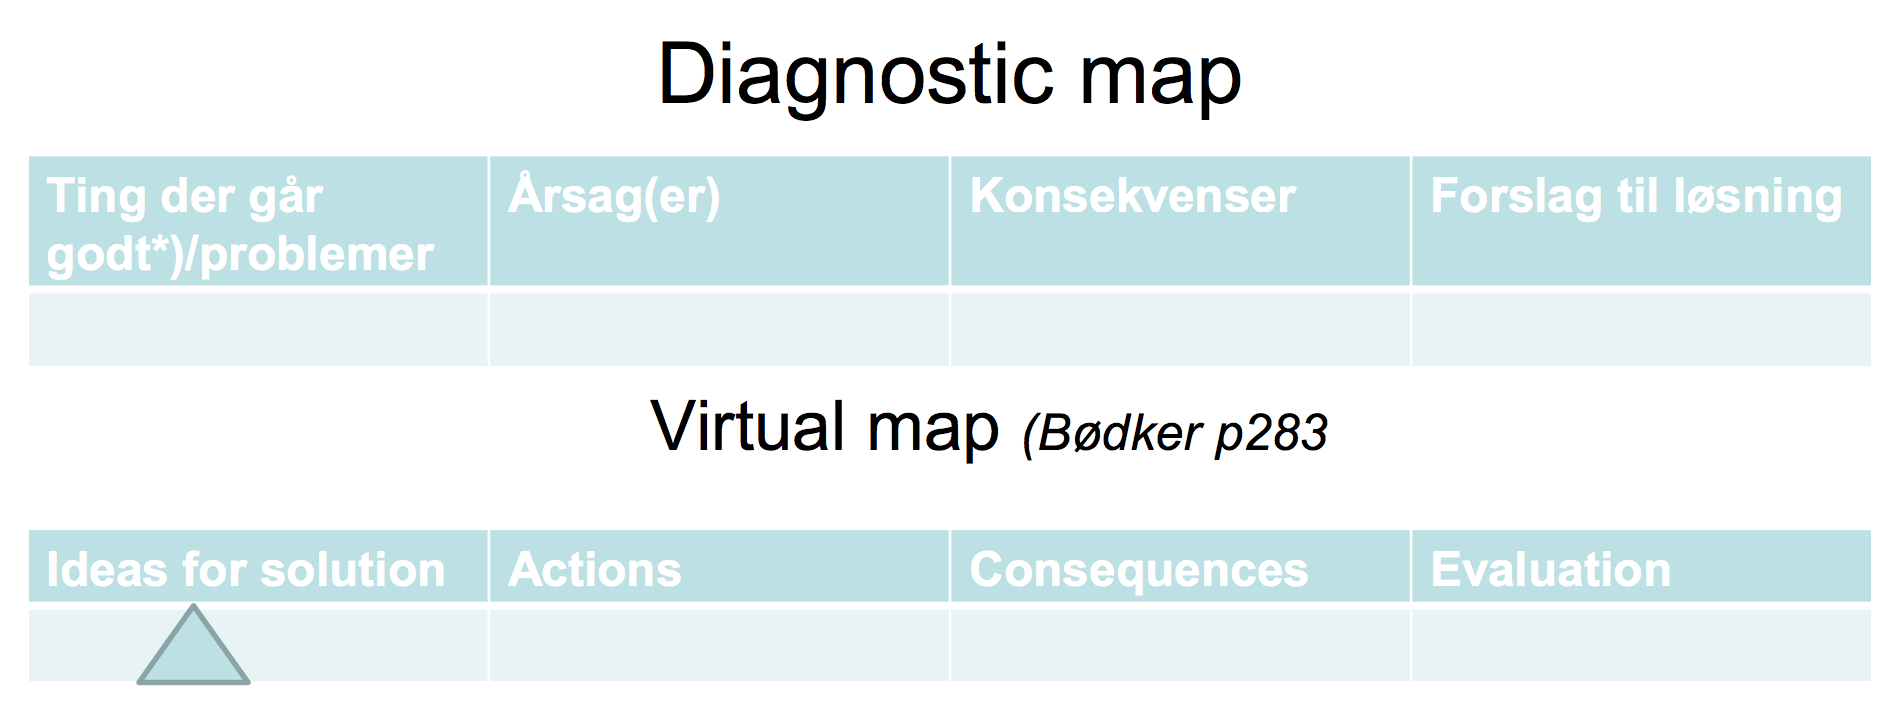 Diagnostic map
Ting der går
godt*)/problemer
Årsag(er)
Konsekvenser
Forslag til løsning
Virtual map (Bødker p283
Ideas for solution
Actions
Consequences
Evaluation